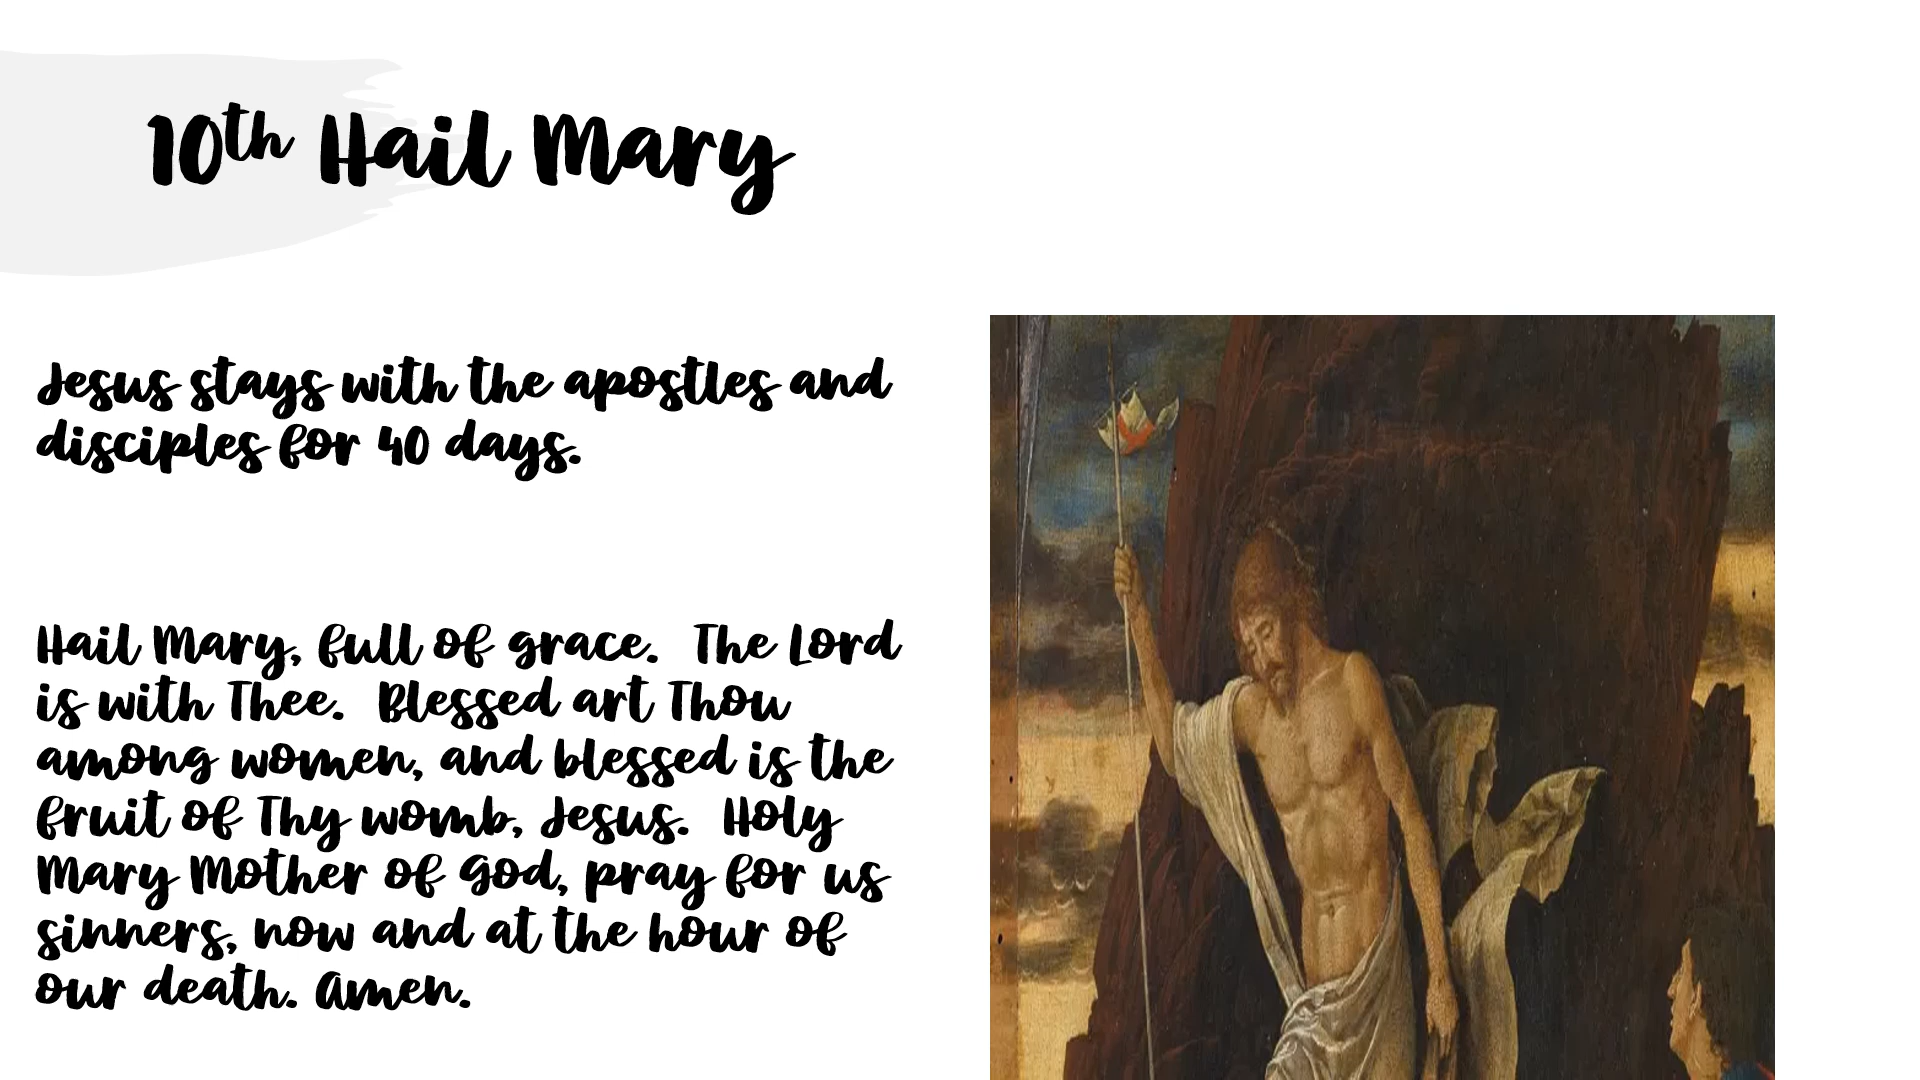 10th Hail Mary
Jesus stays with the apostles and
disciples for 40 days.
Hail Mary, full of grace.  The Lord
is with Thee.  Blessed art Thou
among women, and blessed is the
fruit of Thy womb, Jesus.  Holy
Mary Mother of God, pray for us
sinners, now and at the hour of
our death. Amen.